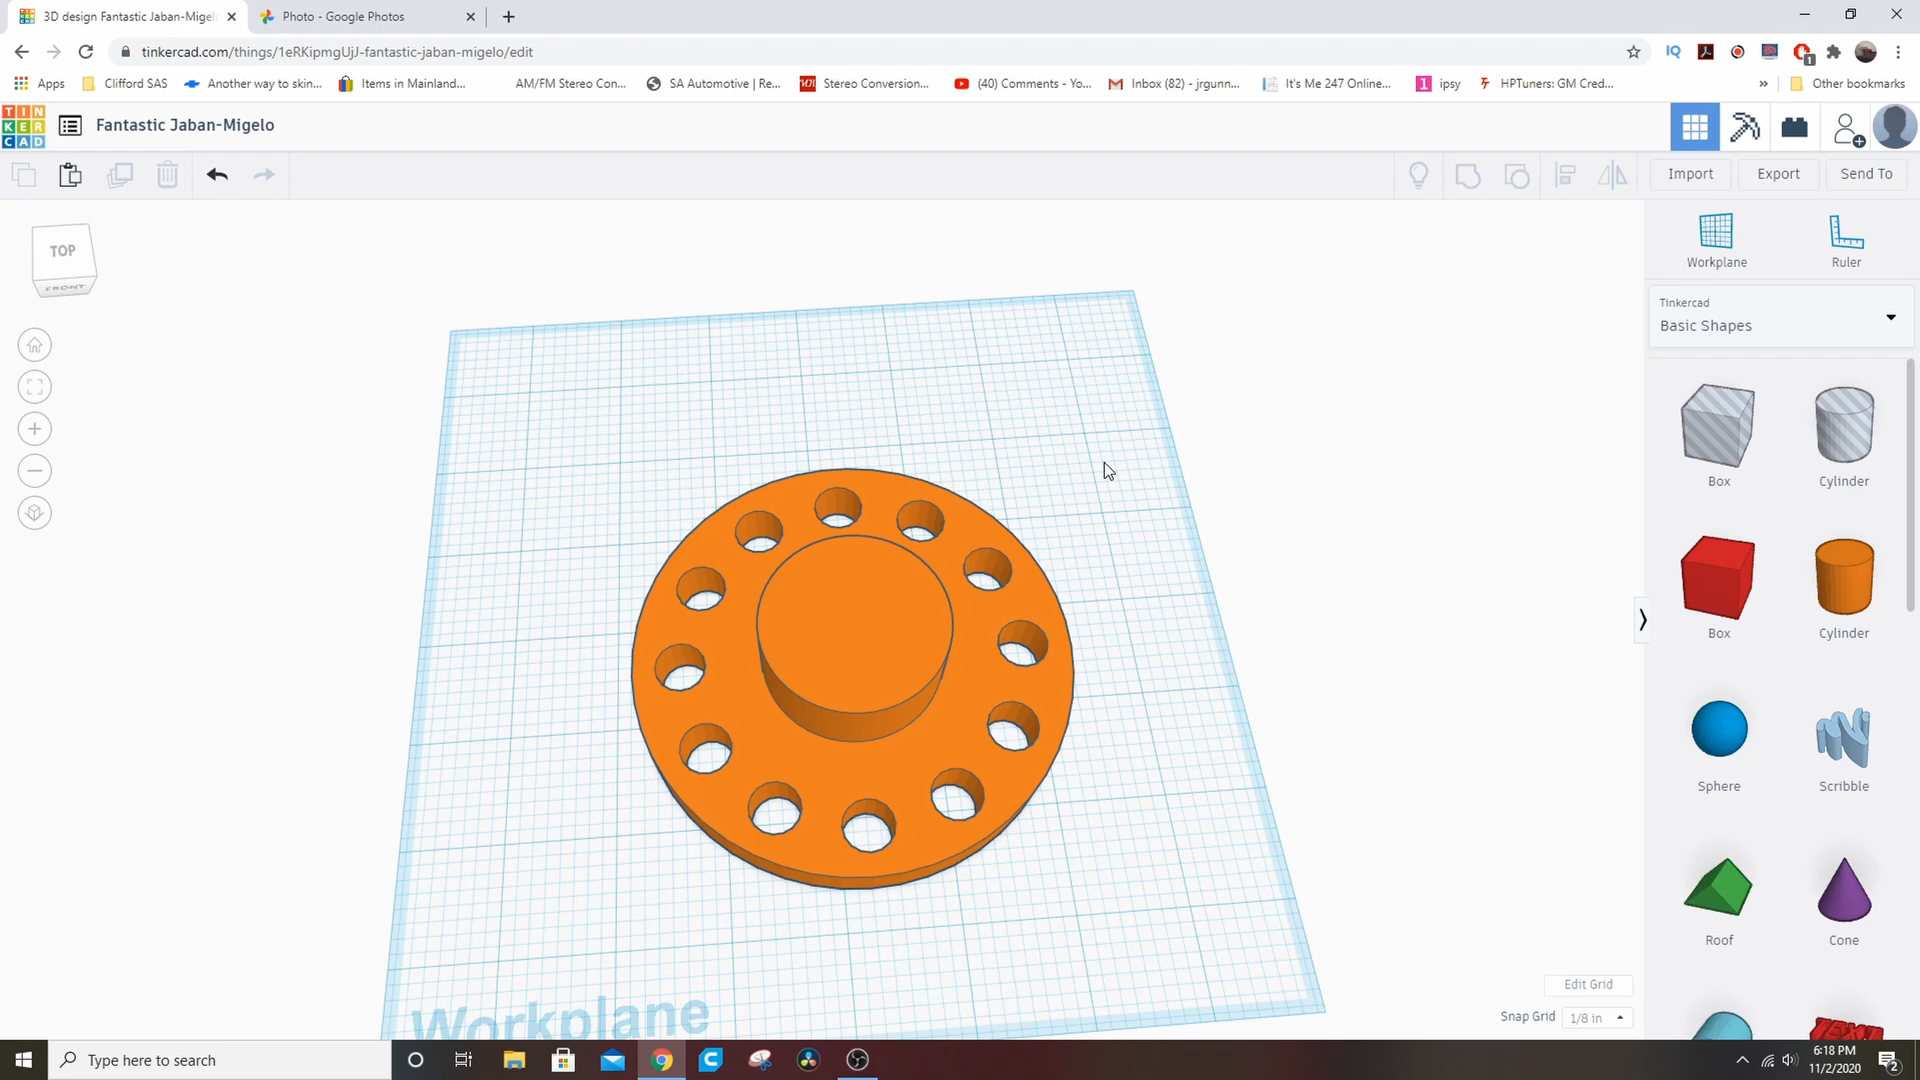 3D design Fantastic Jaban-Migel
Photo - Google Photos
tinkercad.com/things/1eRKipmgUjJ-fantastic-jaban-migelo/edit
IQ
1
Apps
Clifford SAS
Another way to skin...
Items in Mainland...
AM/FM Stereo Con...
SA Automotive | Re...
Stereo Conversion...
(40) Comments - Yo...
Inbox (82) - jrgunn...
It's Me 247 Online...
ipsy
HPTuners: GM Cred...
»
Other bookmarks
TIN
KER
CAD
Fantastic Jaban-Migelo
Import
Export
Send To
TOP
FRONT
Workplane
Ruler
Tinkercad
Basic Shapes
Box
Cylinder
Box
Cylinder
Sphere
Scribble
Roof
Cone
TEXT
Workplane
Edit Grid
Snap Grid
1/8 in
Type here to search
6:18 PM
11/2/2020
2